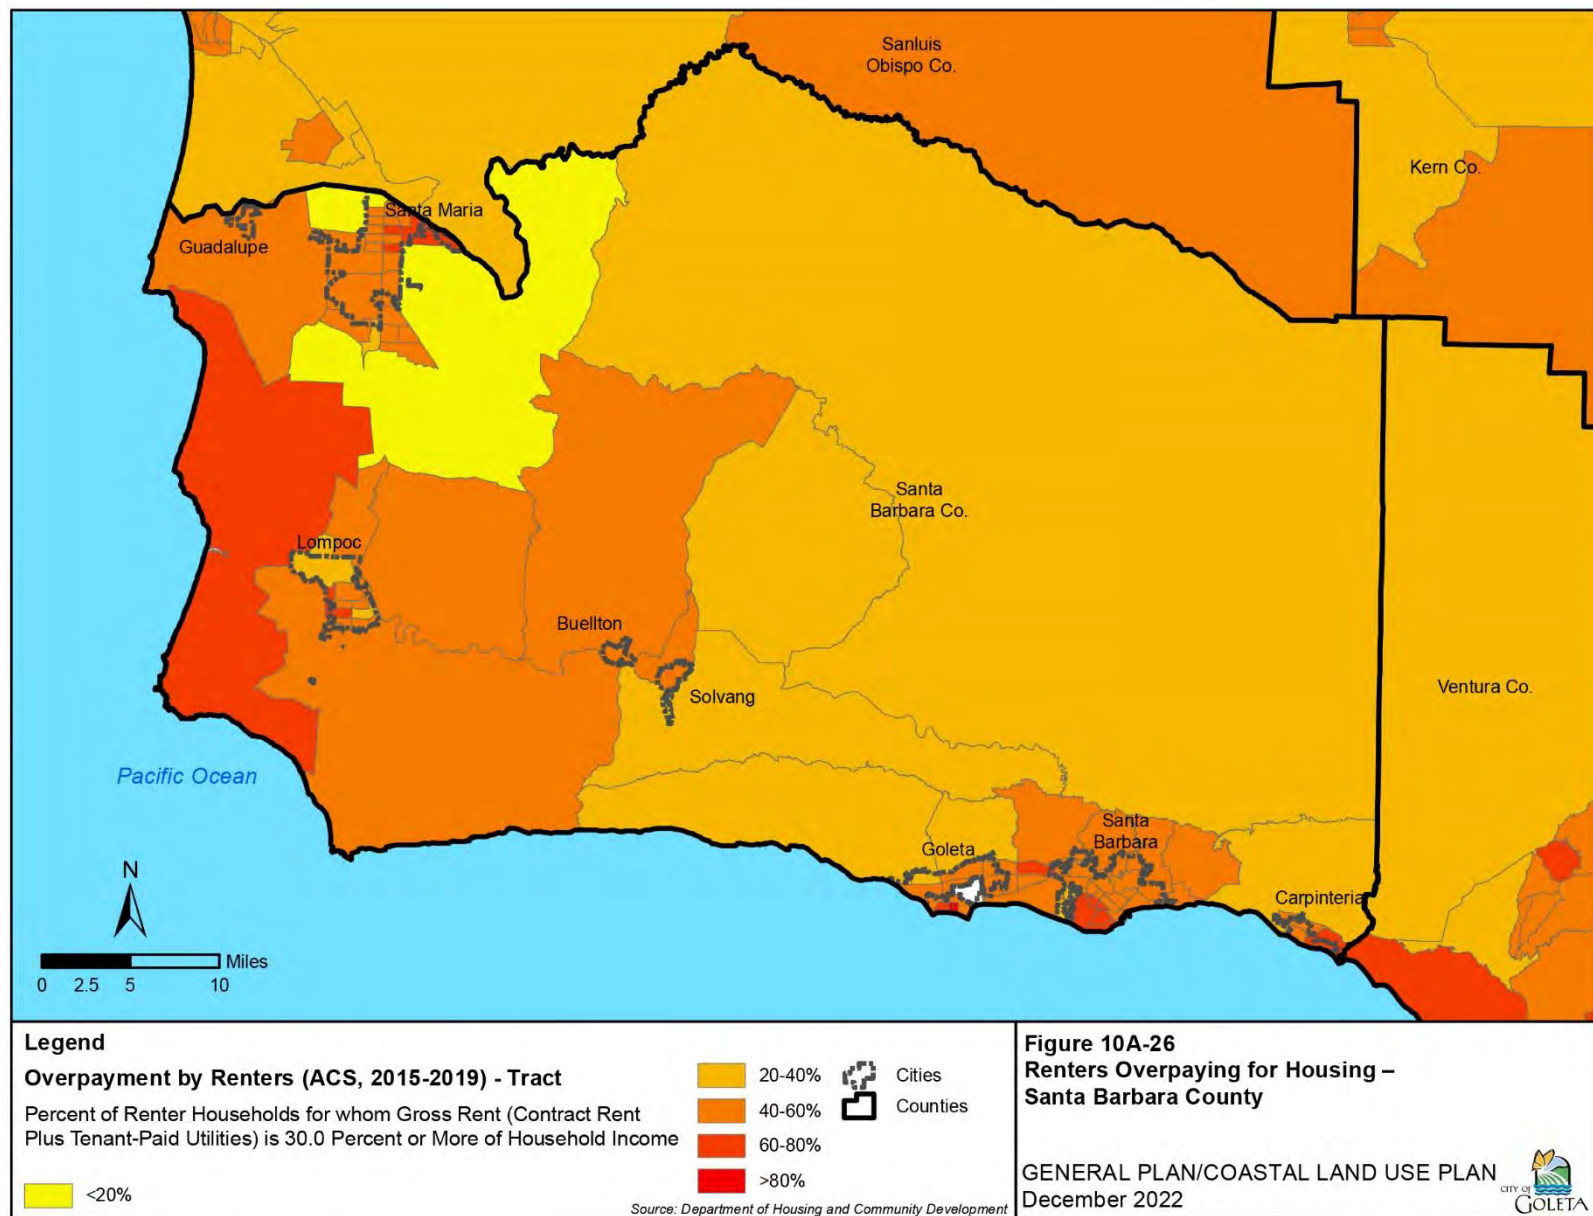 Sanluis
Obispo Co.
Kern Co.
Santa Maria
Guadalupe
Santa
Barbara Co.
Lompoc
Buellton
Solvang
Ventura Co.
Pacific Ocean
Santa
Barbara
Goleta
Carpinteria
N
Miles
0 2.5 5 10
Legend
Overpayment by Renters (ACS, 2015-2019) - Tract
Percent of Renter Households for whom Gross Rent (Contract Rent
Plus Tenant-Paid Utilities) is 30.0 Percent or More of Household Income
<20%
20-40%
40-60%
60-80%
>80%
Cities
Counties
Source: Department of Housing and Community Development
Figure 10A-26
Renters Overpaying for Housing –
Santa Barbara County
GENERAL PLAN/COASTAL LAND USE PLAN
December 2022
CITY OF
GOLETA